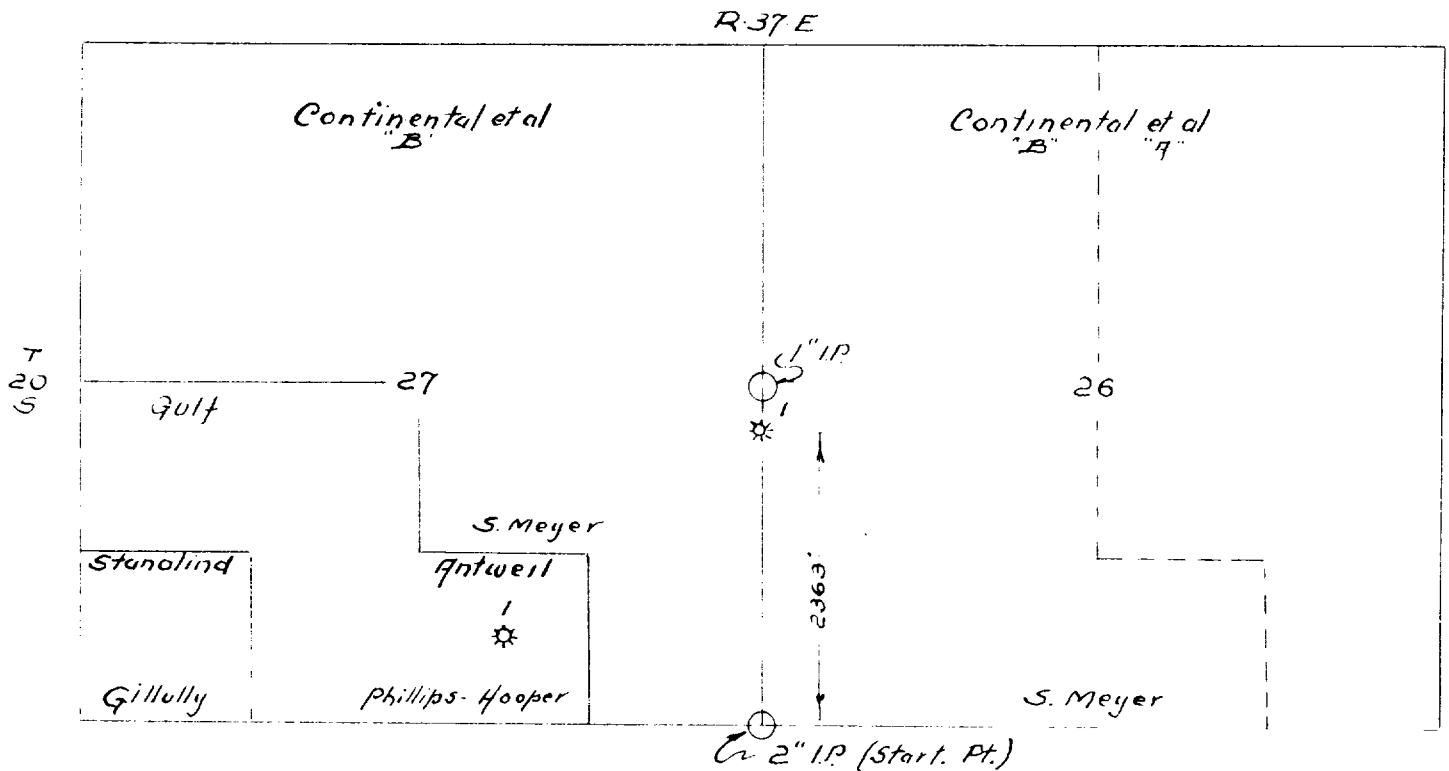 R-37-E
Continental et al
"B"
Continental et al
"B" "A"
1" I.P.
T
20
S
27
26
Gulf
1
S. Meyer
Stanolind
Antweil
2363'
1
Gillully
Phillips-Hooper
S. Meyer
2" I.P. (Start. Pt.)